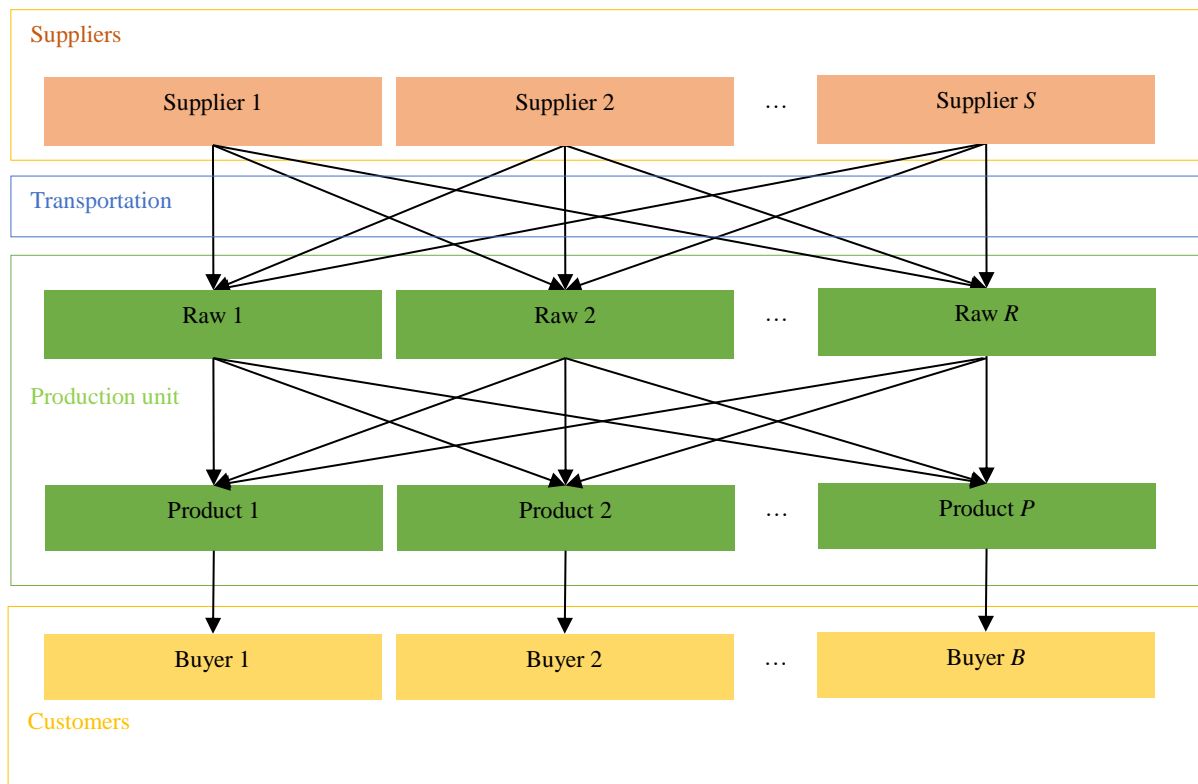 Suppliers
Supplier 1
Supplier 2
...
Supplier S
Transportation
Raw 1
Raw 2
...
Raw R
Production unit
Product 1
Product 2
...
Product P
Buyer 1
Buyer 2
...
Buyer B
Customers